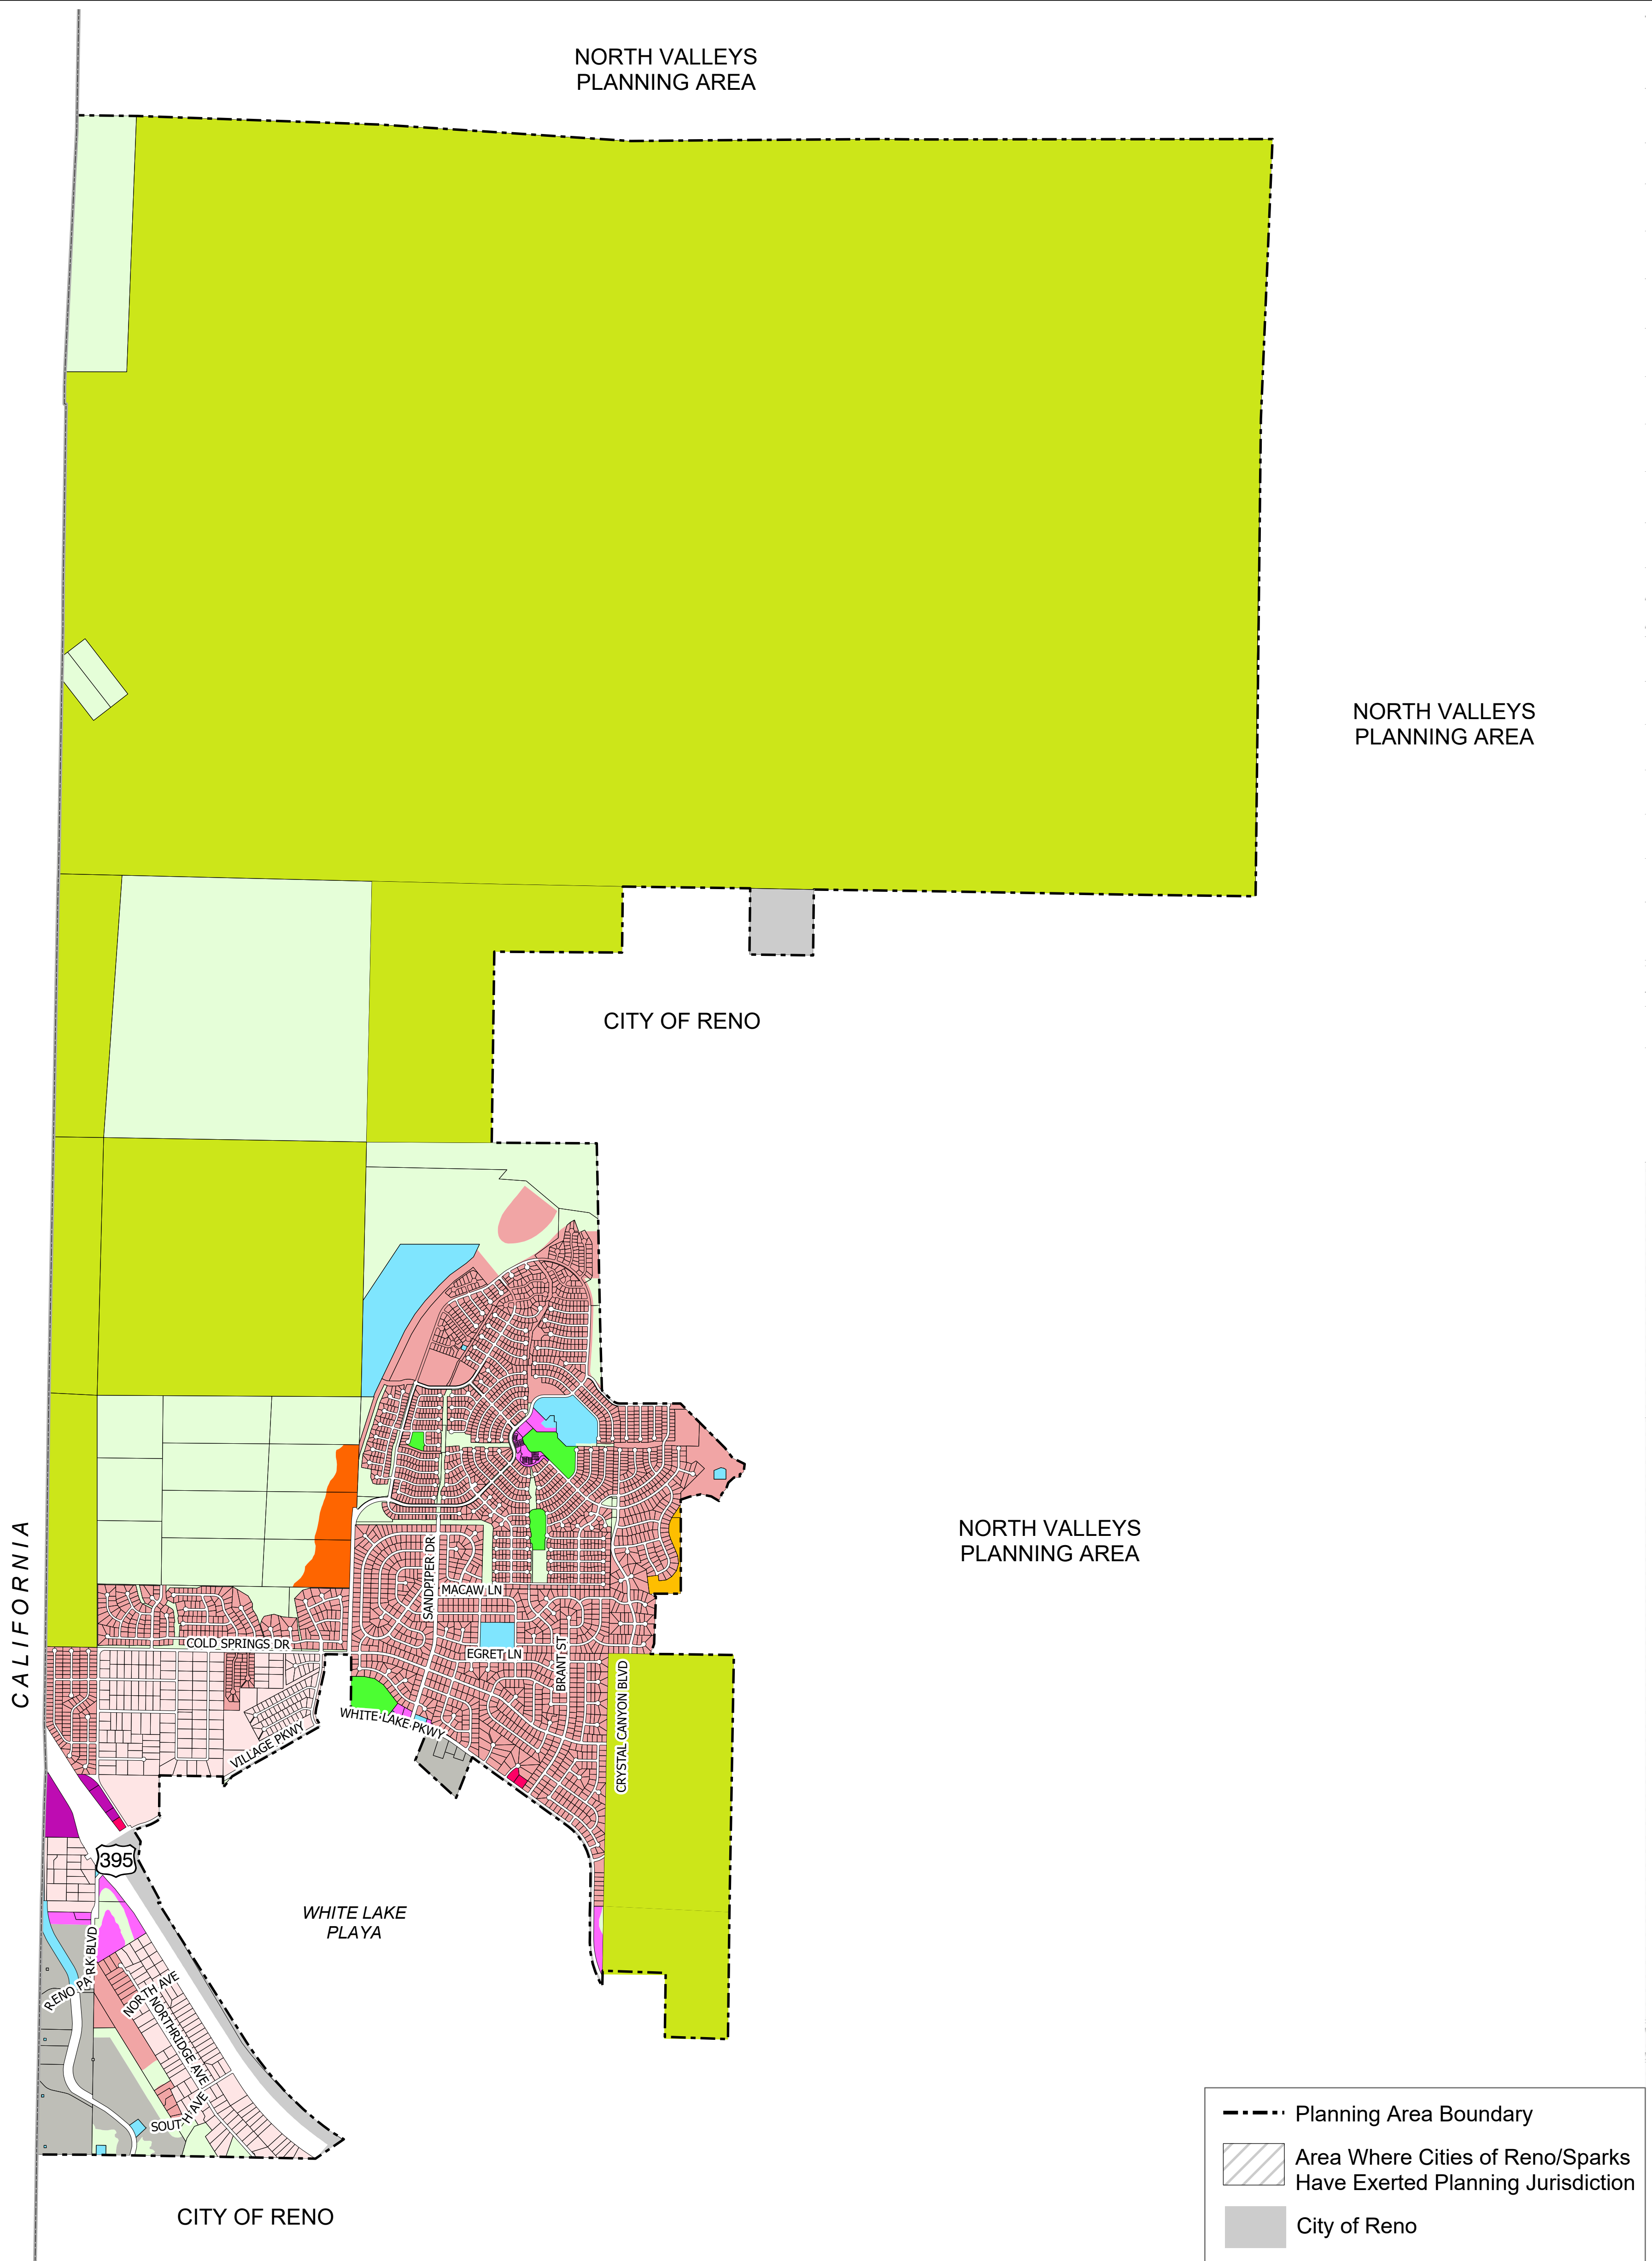 NORTH VALLEYS
PLANNING AREA
NORTH VALLEYS
PLANNING AREA
CITY OF RENO
NORTH VALLEYS
PLANNING AREA
CALIFORNIA
SANDPIPER DR
MACAW LN
COLD SPRINGS DR
EGRET LN
BRANT ST
CRYSTAL CANYON BLVD
WHITE LAKE PKWY
VILLAGE PKWY
395
WHITE LAKE
PLAYA
RENO PARK BLVD
NORTH AVE
NORTHRIDGE AVE
SOUTH AVE
CITY OF RENO
Planning Area Boundary
Area Where Cities of Reno/Sparks
Have Exerted Planning Jurisdiction
City of Reno